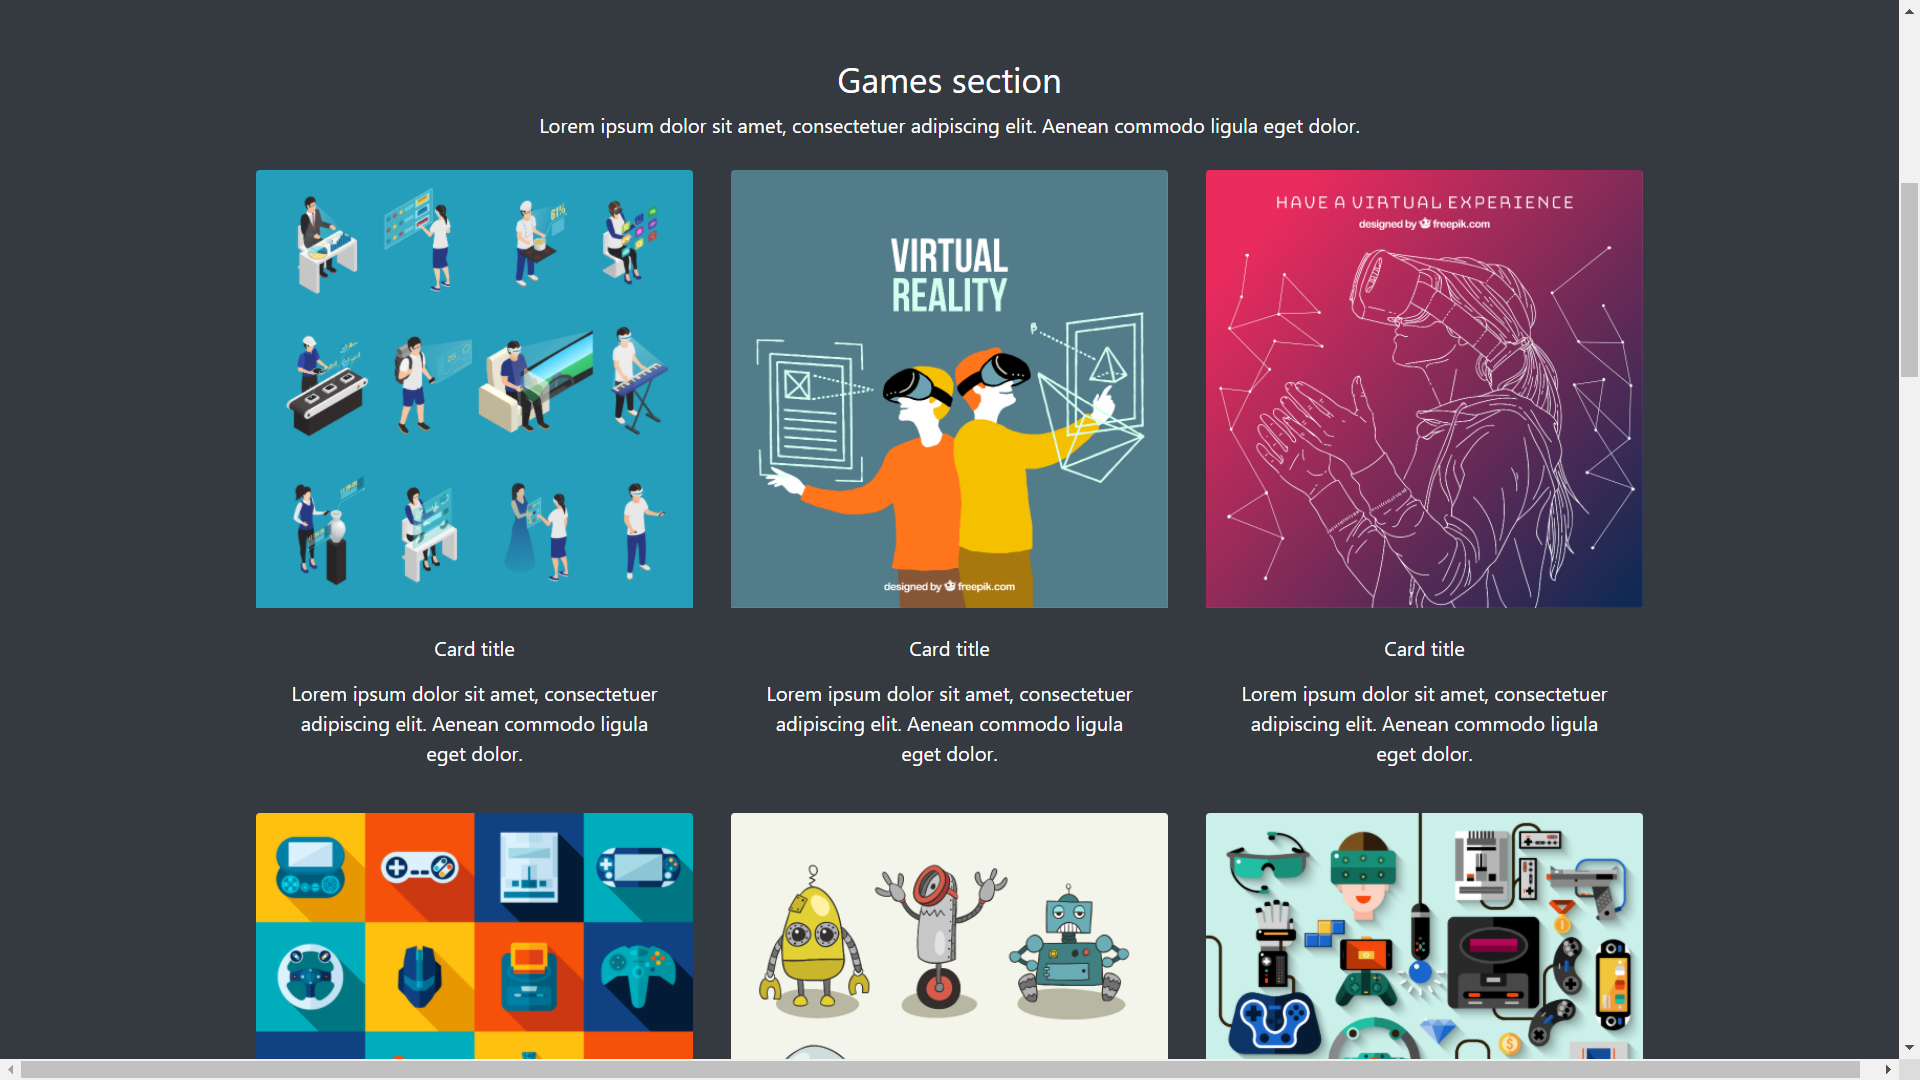 Games section
Lorem ipsum dolor sit amet, consectetuer adipiscing elit. Aenean commodo ligula eget dolor.
61%
VIRTUAL
REALITY
β
designed by freepik.com
HAVE A VIRTUAL EXPERIENCE
designed by freepik.com
Card title
Lorem ipsum dolor sit amet, consectetuer
adipiscing elit. Aenean commodo ligula
eget dolor.
Card title
Lorem ipsum dolor sit amet, consectetuer
adipiscing elit. Aenean commodo ligula
eget dolor.
Card title
Lorem ipsum dolor sit amet, consectetuer
adipiscing elit. Aenean commodo ligula
eget dolor.